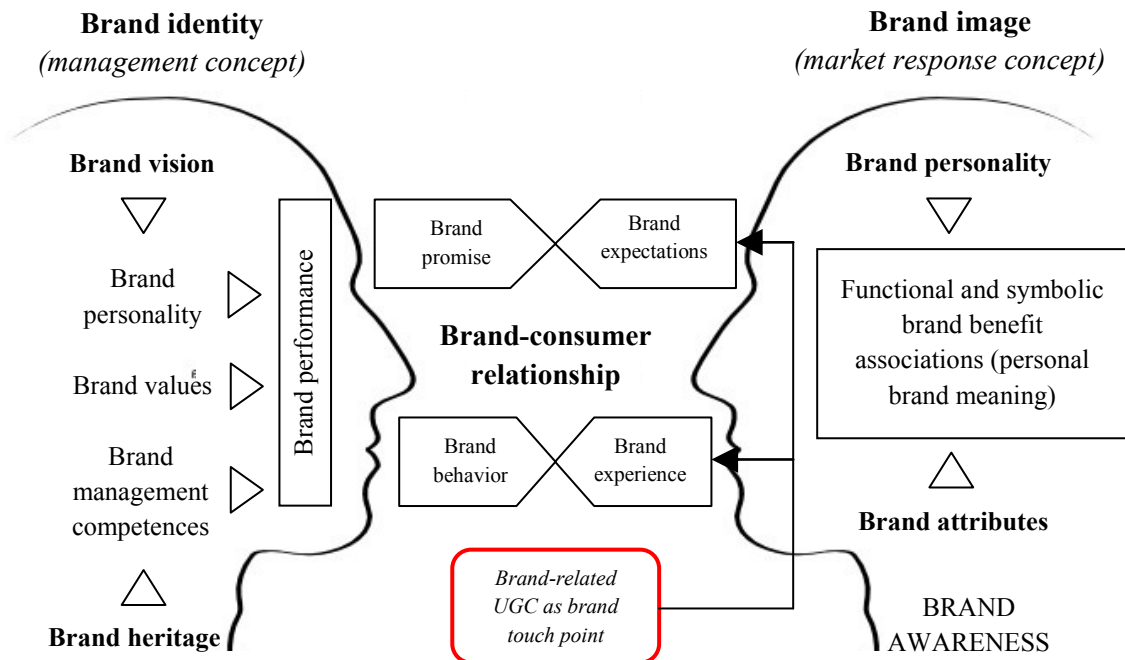 Brand identity
(management concept)
Brand image
(market response concept)
Brand vision
Brand
personality
Brand values
Brand
management
competences
Brand heritage
Brand performance
Brand
promise
Brand
expectations
Brand-consumer
relationship
Brand
behavior
Brand
experience
Brand-related
UGC as brand
touch point
Brand personality
Functional and symbolic
brand benefit
associations (personal
brand meaning)
Brand attributes
BRAND
AWARENESS